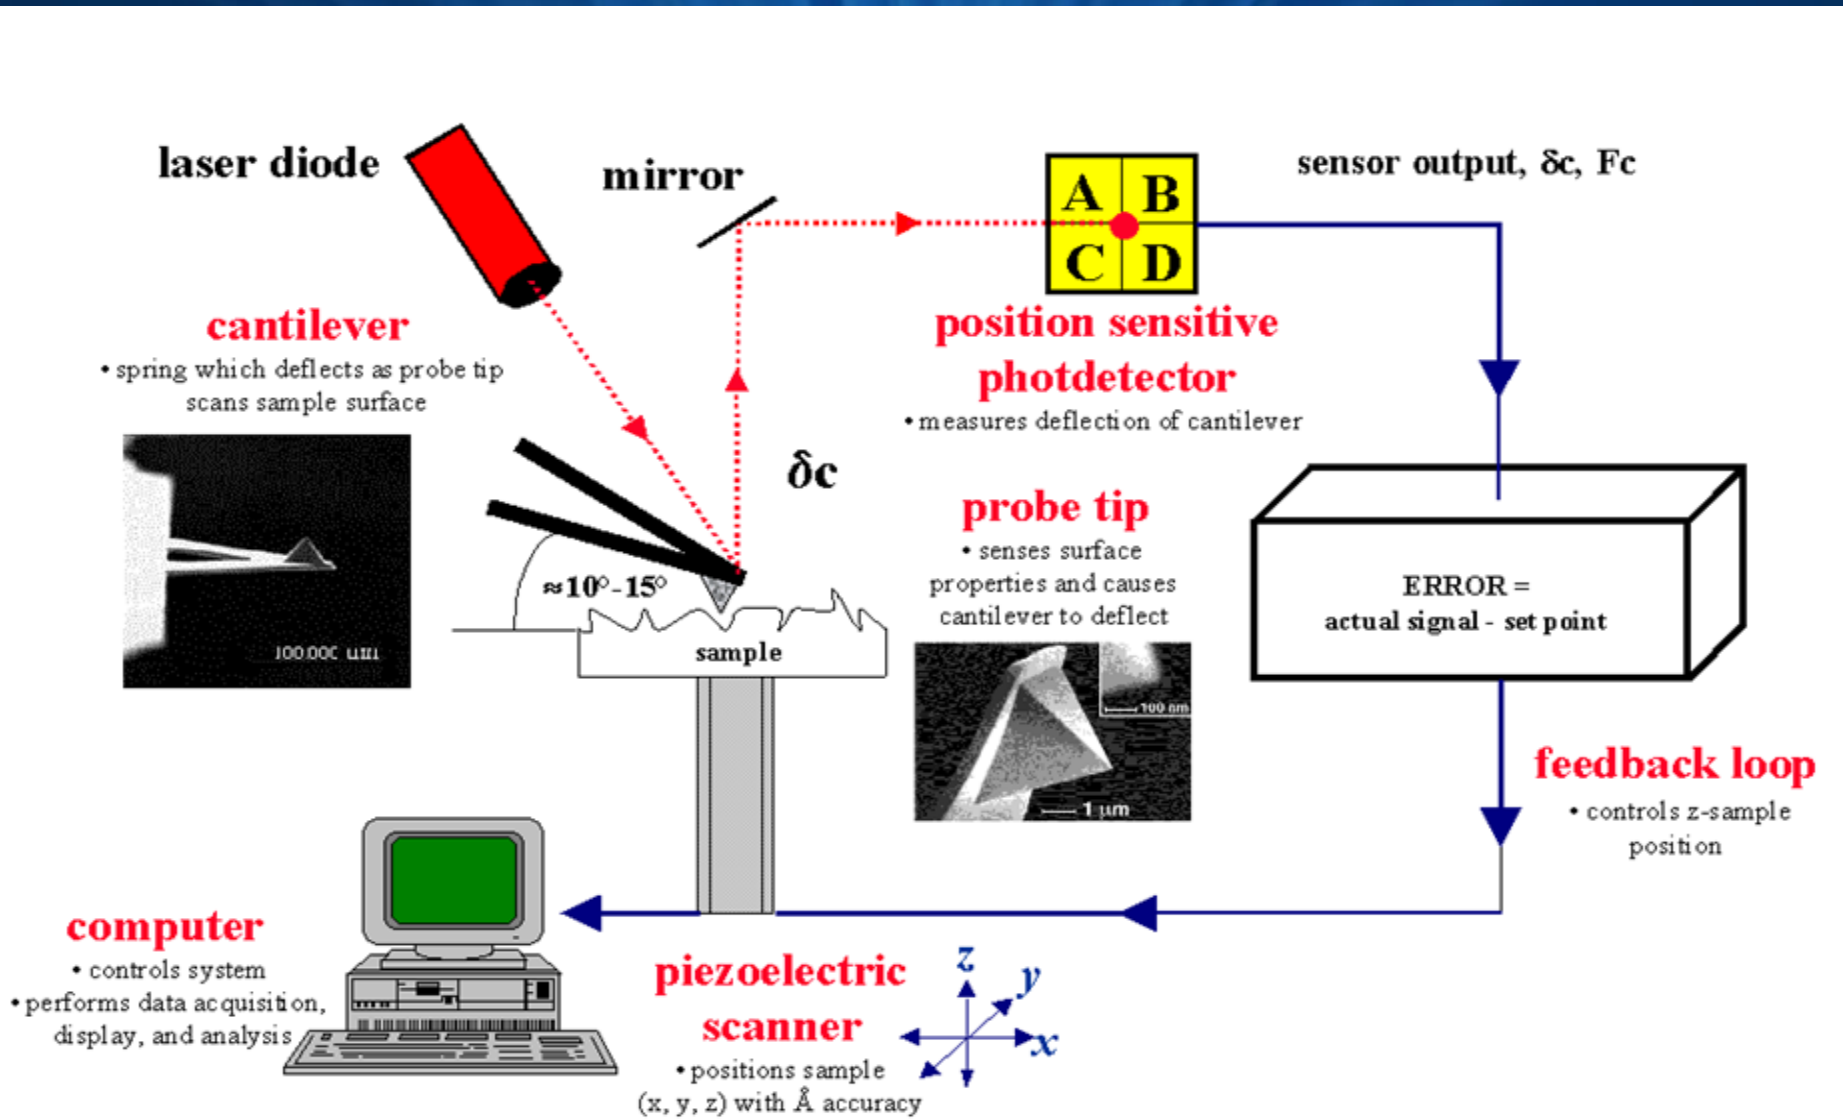 laser diode
mirror
A B
C D
sensor output, δc, Fc
cantilever
• spring which deflects as probe tip
scans sample surface
100.000 um
position sensitive
photdetector
• measures deflection of cantilever
δc
≈10°-15°
sample
probe tip
• senses surface
properties and causes
cantilever to deflect
100 nm
1 um
ERROR =
actual signal - set point
feedback loop
• controls z-sample
position
computer
• controls system
• performs data acquisition,
display, and analysis
piezoelectric
scanner
• positions sample
(x, y, z) with Å accuracy
z
y
x